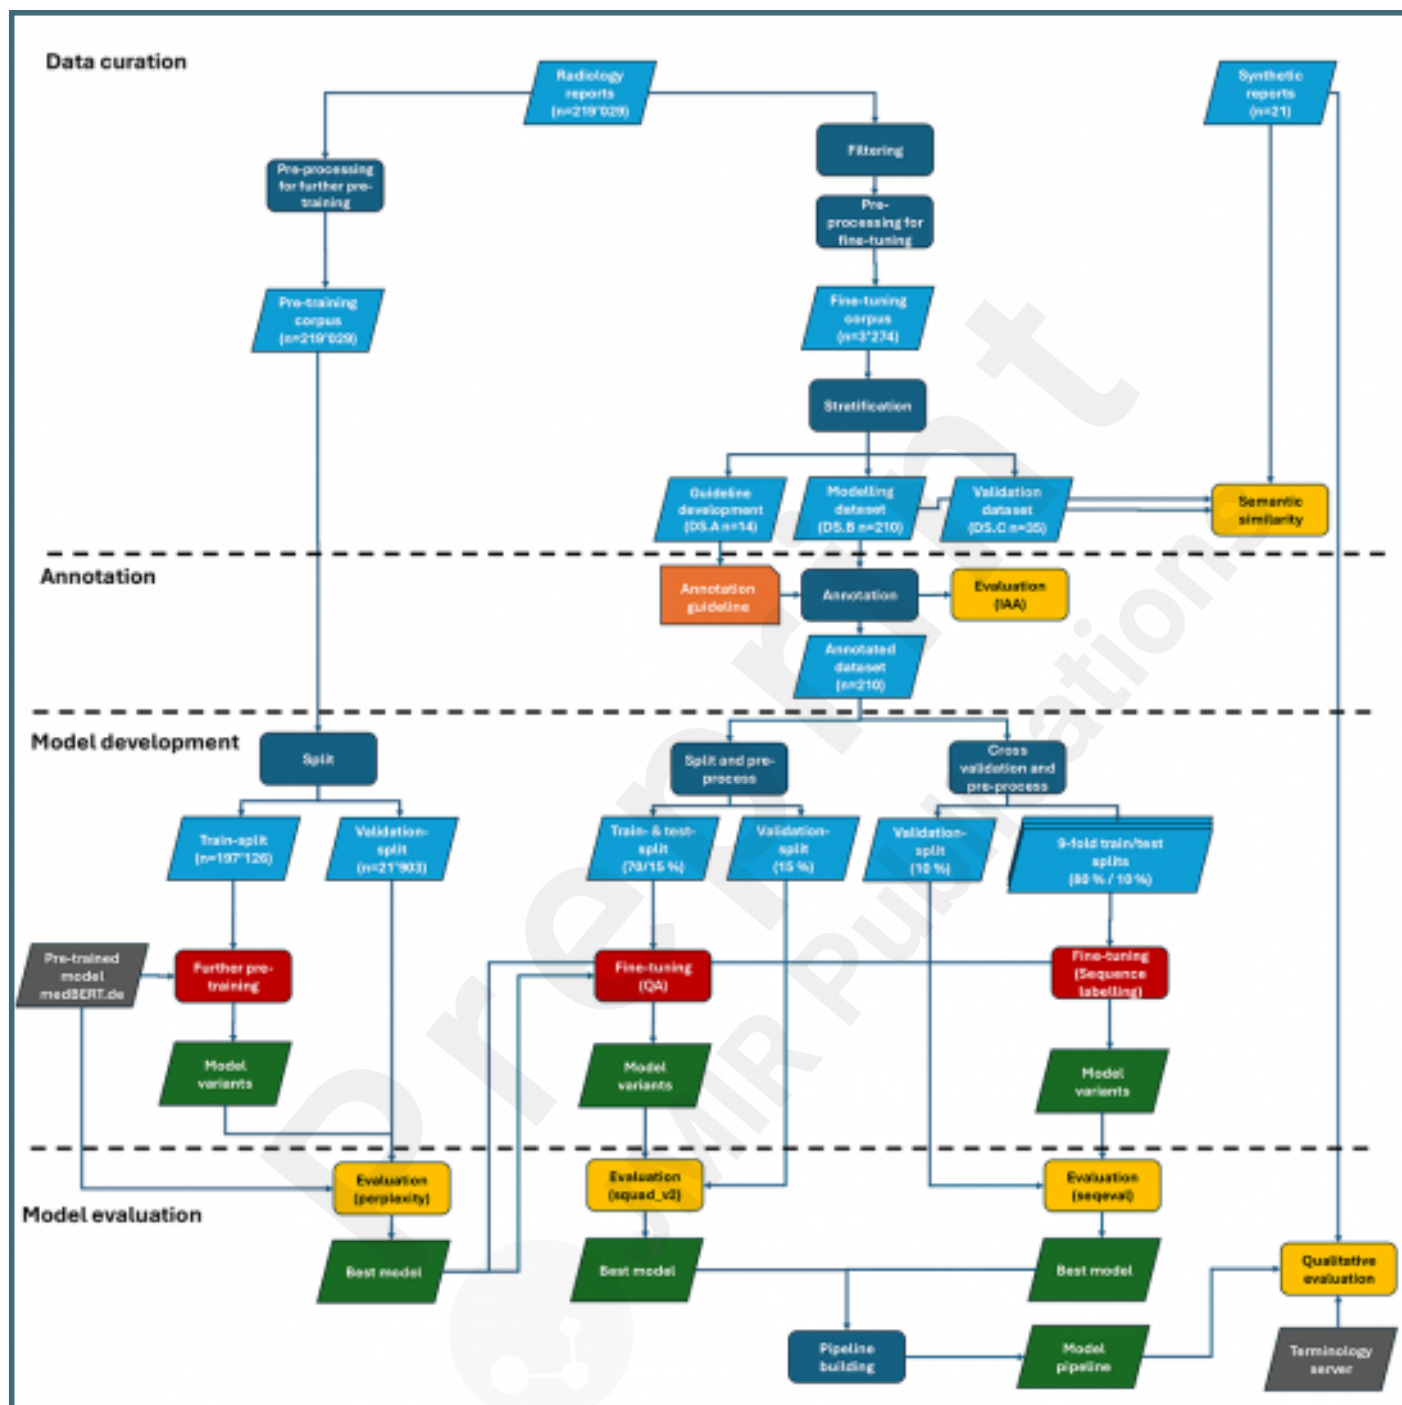 Data curation
Radiology
reports
(n=219'029)
Synthetic
reports
(n=21)
Filtering
Pre-processing
for further pre-
training
Pre-
processing for
fine-tuning
Pre-training
corpus
(n=219'029)
Fine-tuning
corpus
(n=3'274)
Stratification
Guideline
development
(DS.A n=14)
Modelling
dataset
(DS.B n=210)
Validation
dataset
(DS.C n=35)
Semantic
similarity
Annotation
Annotation
guideline
Annotation
Evaluation
(IAA)
Annotated
dataset
(n=210)
Model development
Split
Split and pre-
process
Cross
validation and
pre-process
Train-split
(n=197'126)
Validation-
split
(n=21'903)
Train- & test-
split
(70/15 %)
Validation-
split
(15 %)
Validation-
split
(10 %)
9-fold train/test
splits
(80 % / 10 %)
Pre-trained
model
medBERT.de
Further pre-
training
Fine-tuning
(QA)
Fine-tuning
(Sequence
labelling)
Model
variants
Model
variants
Model
variants
Evaluation
(perplexity)
Evaluation
(squad_v2)
Evaluation
(seqeval)
Model evaluation
Best model
Best model
Best model
Qualitative
evaluation
Pipeline
building
Model
pipeline
Terminology
server
Preprint
JMIR Publications